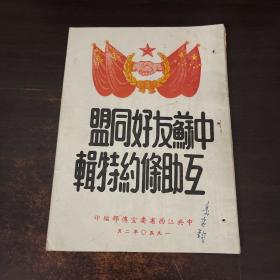 中蘇友好同盟
互助條約特輯
中共江西省委宣傳部編印
一九五〇年二月